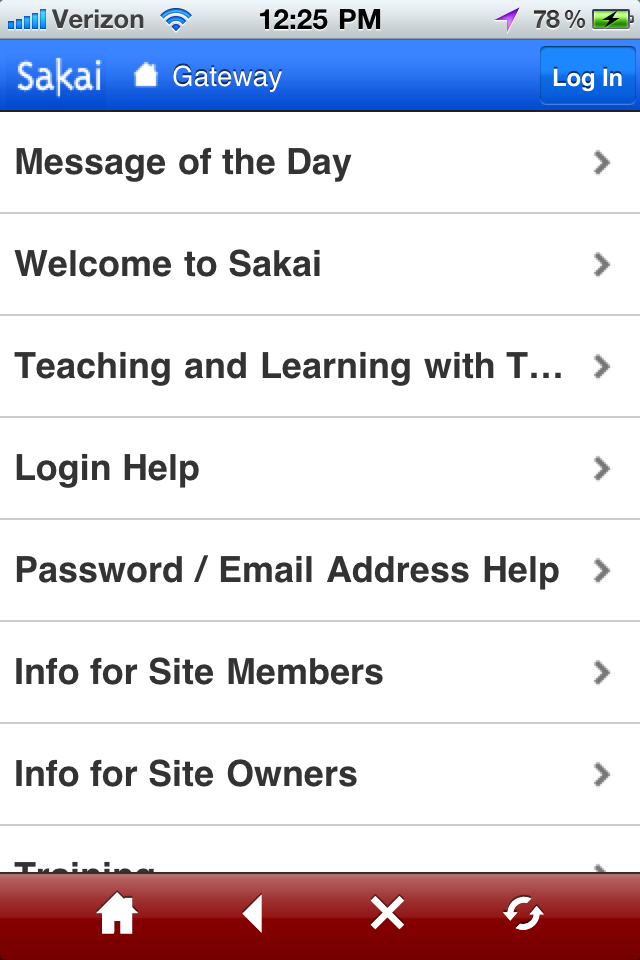 Verizon 12:25 PM 78 %
Sakai Gateway Log In
Message of the Day
Welcome to Sakai
Teaching and Learning with T...
Login Help
Password / Email Address Help
Info for Site Members
Info for Site Owners
Training